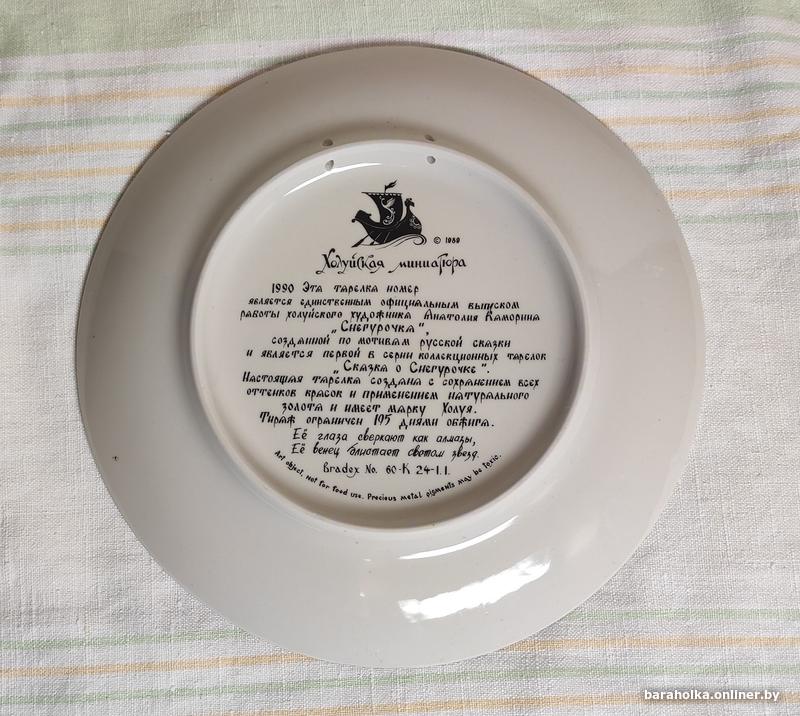 © 1989
Холуйская миниатюра
1990 Эта тарелка номер
является единственным официальным выпуском
работы холуйского художника Анатолия Каморина
„Снегурочка",
созданной по мотивам русской сказки
и является первой в серии коллекционных тарелок
„Сказка о Снегурочке".
Настоящая тарелка создана с сохранением всех
оттенков красок и применением натурального
золота и имеет марку Холуя.
Тираж ограничен 195 днями обжига.
Её глаза сверкают как алмазы,
Её венец блистает светом звезд.
Bradex No. 60-K 24-1.1.
Art object, not for food use. Precious metal pigments may be toxic.
baraholka.onliner.by